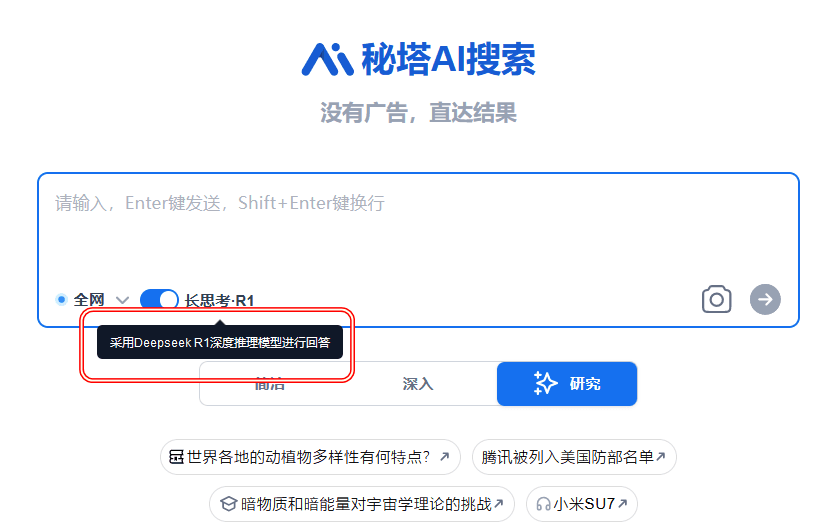 秘塔AI搜索
没有广告，直达结果
请输入，Enter键发送，Shift+Enter键换行
全网 长思考·R1
采用Deepseek R1深度推理模型进行回答
简洁 深入 研究
世界各地的动植物多样性有何特点？ 腾讯被列入美国防部名单
暗物质和暗能量对宇宙学理论的挑战 小米SU7